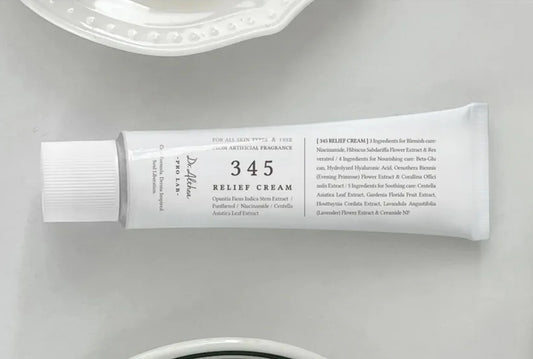 Dr.Althea
·PRO LAB·
FOR ALL SKIN TYPES & FREE
FROM ARTIFICIAL FRAGRANCE
345
RELIEF CREAM
Opuntia Ficus Indica Stem Extract /
Panthenol / Niacinamide / Centella
Asiatica Leaf Extract
[ 345 RELIEF CREAM ] 3 Ingredients for Blemish care:
Niacinamide, Hibiscus Sabdariffa Flower Extract & Res
veratrol / 4 Ingredients for Nourishing care: Beta-Glu
can, Hydrolyzed Hyaluronic Acid, Oenothera Biennis
(Evening Primrose) Flower Extract & Corallina Offici
nalis Extract / 5 Ingredients for Soothing care: Centella
Asiatica Leaf Extract, Gardenia Florida Fruit Extract,
Houttuynia Cordata Extract, Lavandula Angustifolia
(Lavender) Flower Extract & Ceramide NP